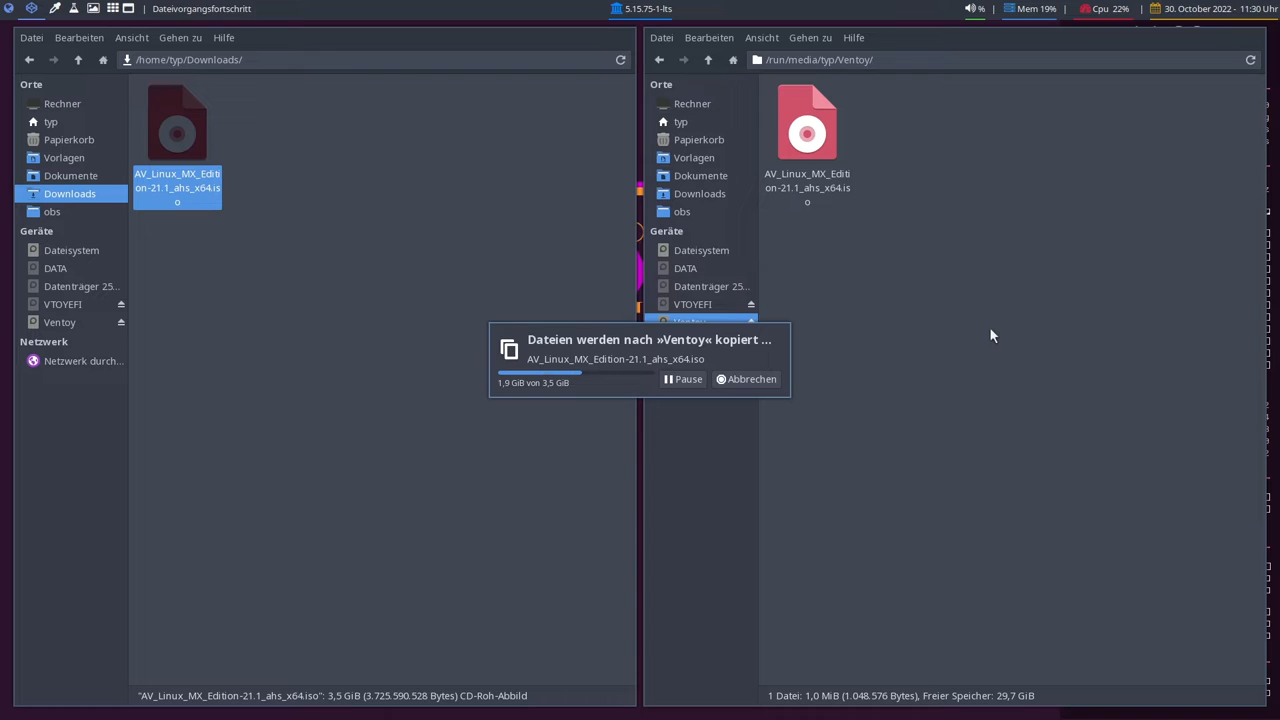 Dateivorgangsfortschritt
5.15.75-1-lts
%
Mem 19%
Cpu 22%
30. October 2022 - 11:30 Uhr
Datei Bearbeiten Ansicht Gehen zu Hilfe
/home/typ/Downloads/
Orte
Rechner
typ
Papierkorb
Vorlagen
Dokumente
Downloads
obs
Geräte
Dateisystem
DATA
Datenträger 25...
VTOYEFI
Ventoy
Netzwerk
Netzwerk durch...
AV_Linux_MX_Editi
on-21.1_ahs_x64.is
o
"AV_Linux_MX_Edition-21.1_ahs_x64.iso": 3,5 GiB (3.725.590.528 Bytes) CD-Roh-Abbild
Datei Bearbeiten Ansicht Gehen zu Hilfe
/run/media/typ/Ventoy/
Orte
Rechner
typ
Papierkorb
Vorlagen
Dokumente
Downloads
obs
Geräte
Dateisystem
DATA
Datenträger 25...
VTOYEFI
AV_Linux_MX_Editi
on-21.1_ahs_x64.is
o
1 Datei: 1,0 MiB (1.048.576 Bytes), Freier Speicher: 29,7 GiB
Dateien werden nach »Ventoy« kopiert ...
AV_Linux_MX_Edition-21.1_ahs_x64.iso
1,9 GiB von 3,5 GiB
Pause
Abbrechen